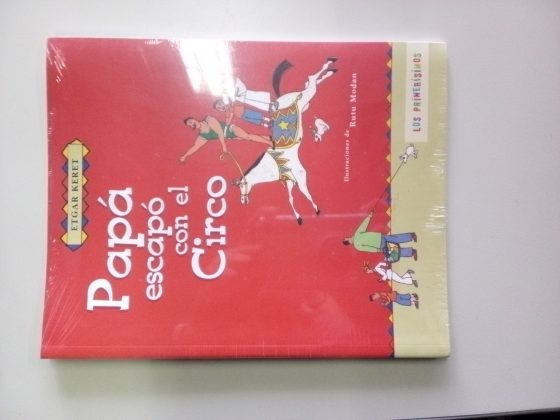 ETGAR KERET
Papá
escapó
con el
Circo
Ilustraciones de
Rutu Modan
LOS PRIMERÍSIMOS